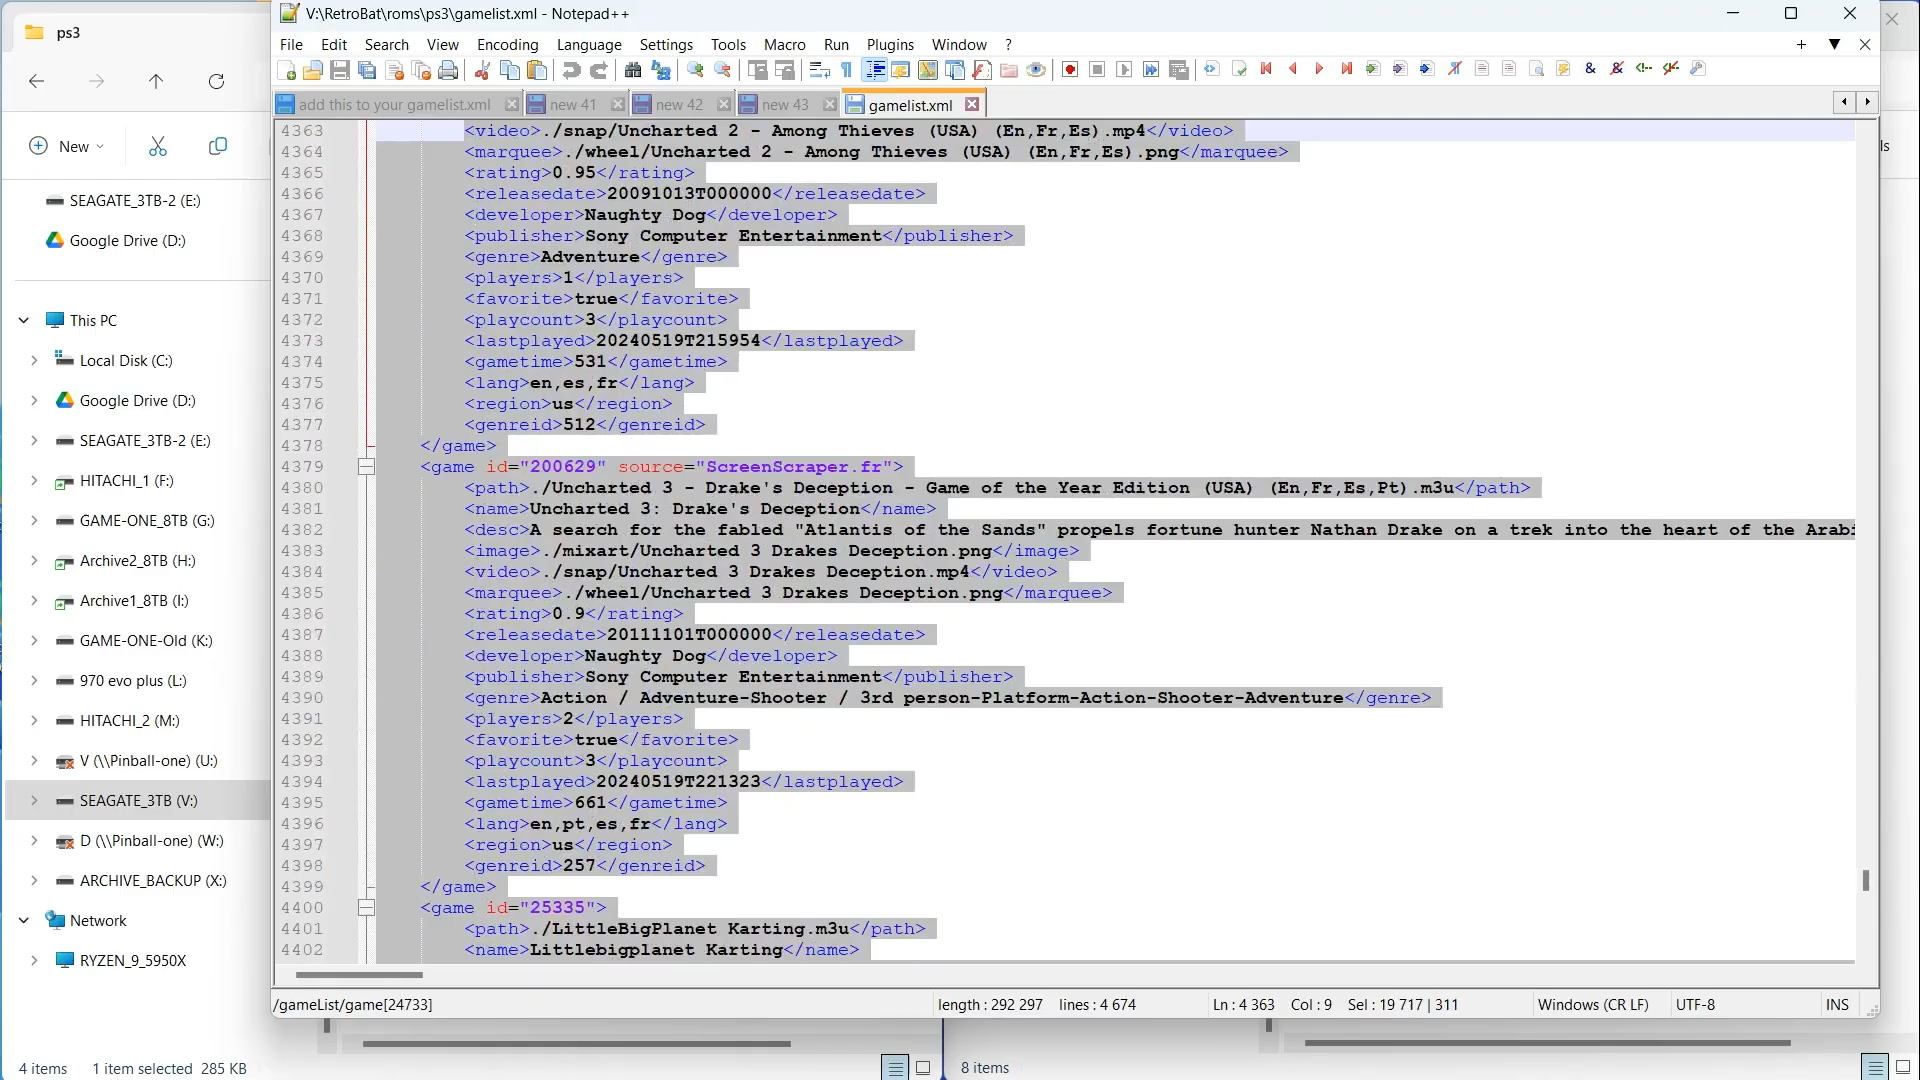 ps3
New
SEAGATE_3TB-2 (E:)
Google Drive (D:)
This PC
Local Disk (C:)
Google Drive (D:)
SEAGATE_3TB-2 (E:)
HITACHI_1 (F:)
GAME-ONE_8TB (G:)
Archive2_8TB (H:)
Archive1_8TB (I:)
GAME-ONE-Old (K:)
970 evo plus (L:)
HITACHI_2 (M:)
V (\\Pinball-one) (U:)
SEAGATE_3TB (V:)
D (\\Pinball-one) (W:)
ARCHIVE_BACKUP (X:)
Network
RYZEN_9_5950X
4 items 1 item selected 285 KB
V:\RetroBat\roms\ps3\gamelist.xml - Notepad++
File Edit Search View Encoding Language Settings Tools Macro Run Plugins Window ?
add this to your gamelist.xml new 41 new 42 new 43 gamelist.xml
4363 <video>./snap/Uncharted 2 - Among Thieves (USA) (En,Fr,Es).mp4</video>
4364 <marquee>./wheel/Uncharted 2 - Among Thieves (USA) (En,Fr,Es).png</marquee>
4365 <rating>0.95</rating>
4366 <releasedate>20091013T000000</releasedate>
4367 <developer>Naughty Dog</developer>
4368 <publisher>Sony Computer Entertainment</publisher>
4369 <genre>Adventure</genre>
4370 <players>1</players>
4371 <favorite>true</favorite>
4372 <playcount>3</playcount>
4373 <lastplayed>20240519T215954</lastplayed>
4374 <gametime>531</gametime>
4375 <lang>en,es,fr</lang>
4376 <region>us</region>
4377 <genreid>512</genreid>
4378 </game>
4379 <game id="200629" source="ScreenScraper.fr">
4380 <path>./Uncharted 3 - Drake's Deception - Game of the Year Edition (USA) (En,Fr,Es,Pt).m3u</path>
4381 <name>Uncharted 3: Drake's Deception</name>
4382 <desc>A search for the fabled "Atlantis of the Sands" propels fortune hunter Nathan Drake on a trek into the heart of the Arabi
4383 <image>./mixart/Uncharted 3 Drakes Deception.png</image>
4384 <video>./snap/Uncharted 3 Drakes Deception.mp4</video>
4385 <marquee>./wheel/Uncharted 3 Drakes Deception.png</marquee>
4386 <rating>0.9</rating>
4387 <releasedate>20111101T000000</releasedate>
4388 <developer>Naughty Dog</developer>
4389 <publisher>Sony Computer Entertainment</publisher>
4390 <genre>Action / Adventure-Shooter / 3rd person-Platform-Action-Shooter-Adventure</genre>
4391 <players>2</players>
4392 <favorite>true</favorite>
4393 <playcount>3</playcount>
4394 <lastplayed>20240519T221323</lastplayed>
4395 <gametime>661</gametime>
4396 <lang>en,pt,es,fr</lang>
4397 <region>us</region>
4398 <genreid>257</genreid>
4399 </game>
4400 <game id="25335">
4401 <path>./LittleBigPlanet Karting.m3u</path>
4402 <name>Littlebigplanet Karting</name>
/gameList/game[24733] length : 292 297 lines : 4 674 Ln : 4 363 Col : 9 Sel : 19 717 | 311 Windows (CR LF) UTF-8 INS
8 items
ls